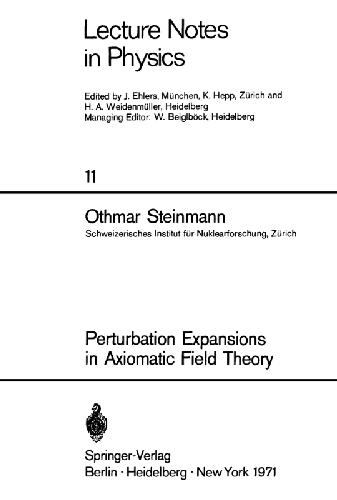 Lecture Notes
in Physics
Edited by J. Ehlers, München, K. Hepp, Zürich and
H. A. Weidenmüller, Heidelberg
Managing Editor: W. Beiglböck, Heidelberg
11
Othmar Steinmann
Schweizerisches Institut für Nuklearforschung, Zürich
Perturbation Expansions
in Axiomatic Field Theory
Springer-Verlag
Berlin · Heidelberg · New York 1971